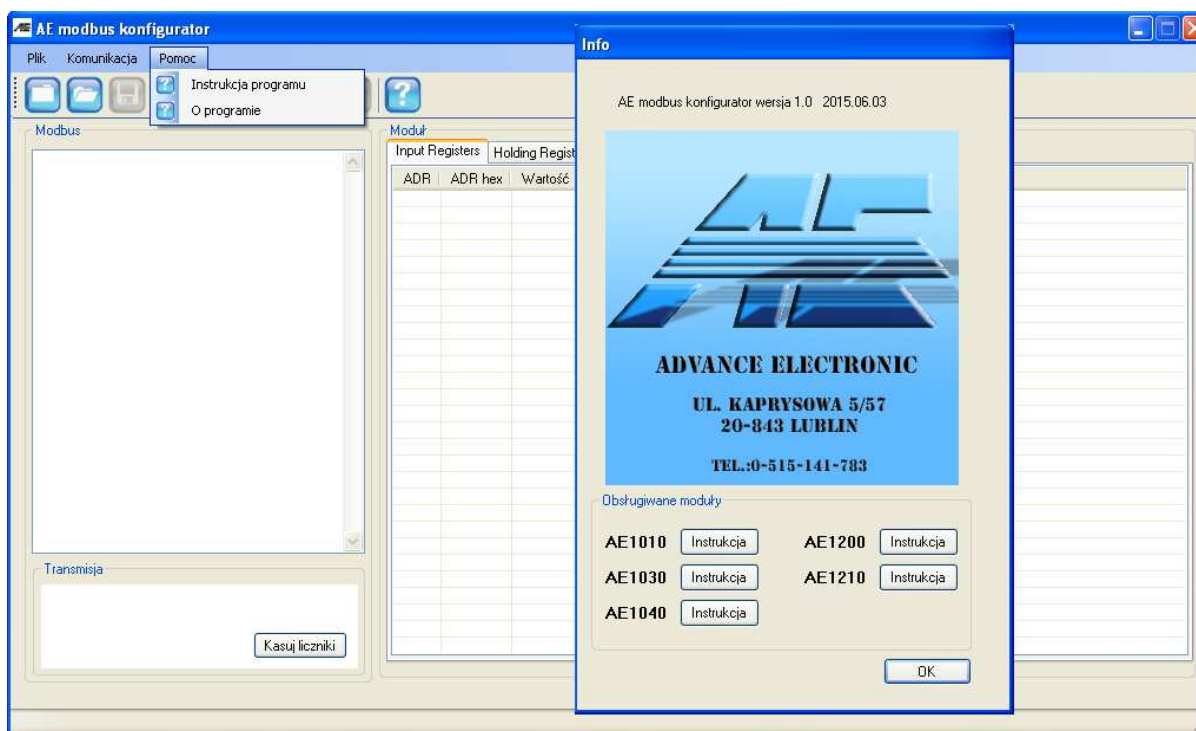 AE modbus konfigurator
Plik Komunikacja Pomoc
Instrukcja programu
O programie
Modbus
Transmisja
Kasuj liczniki
Moduł
Input Registers Holding Regist
ADR ADR hex Wartość
Info
AE modbus konfigurator wersja 1.0 2015.06.03
ADVANCE ELECTRONIC
UL. KAPRYSOWA 5/57
20-843 LUBLIN
TEL.:0-515-141-783
Obsługiwane moduły
AE1010 Instrukcja AE1200 Instrukcja
AE1030 Instrukcja AE1210 Instrukcja
AE1040 Instrukcja
OK